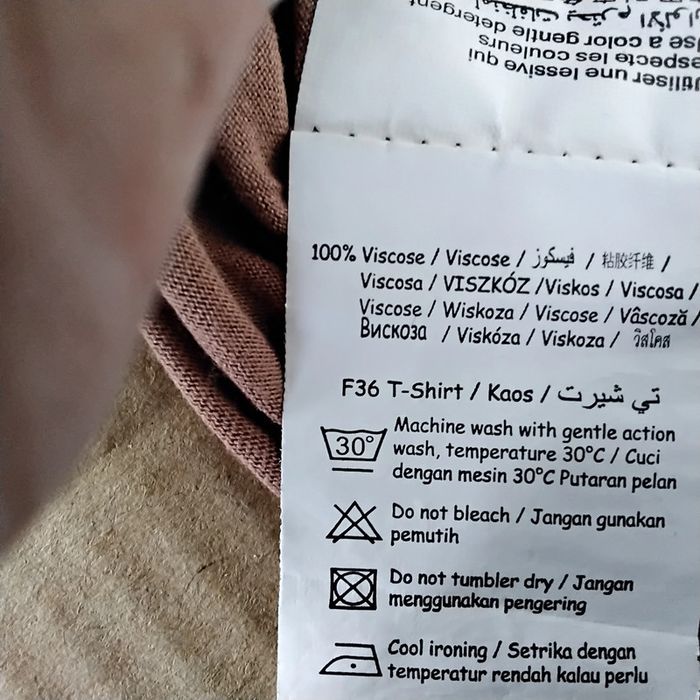 use a color gentle detergent
respecte les couleurs
Utiliser une lessive qui
100% Viscose / Viscose / فيسكوز / 粘胶纤维 /
Viscosa / VISZKÓZ /Viskos / Viscosa /
Viscose / Wiskoza / Viscose / Vâscoză /
Вискоза / Viskóza / Viskoza / วิสโคส
F36 T-Shirt / Kaos / تي شيرت
30° Machine wash with gentle action
wash, temperature 30°C / Cuci
dengan mesin 30°C Putaran pelan
Do not bleach / Jangan gunakan
pemutih
Do not tumbler dry / Jangan
menggunakan pengering
Cool ironing / Setrika dengan
temperatur rendah kalau perlu